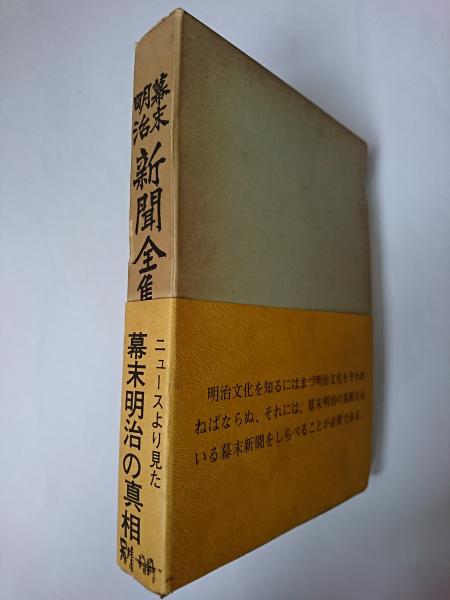 幕末
明治
新聞全集
ニュースより見た
幕末明治の真相
明治文化を知るにはまづ明治文化をきわめ
ねばならぬ、それには、幕末明治の真相を
いる幕末新聞をしらべることが必要である。